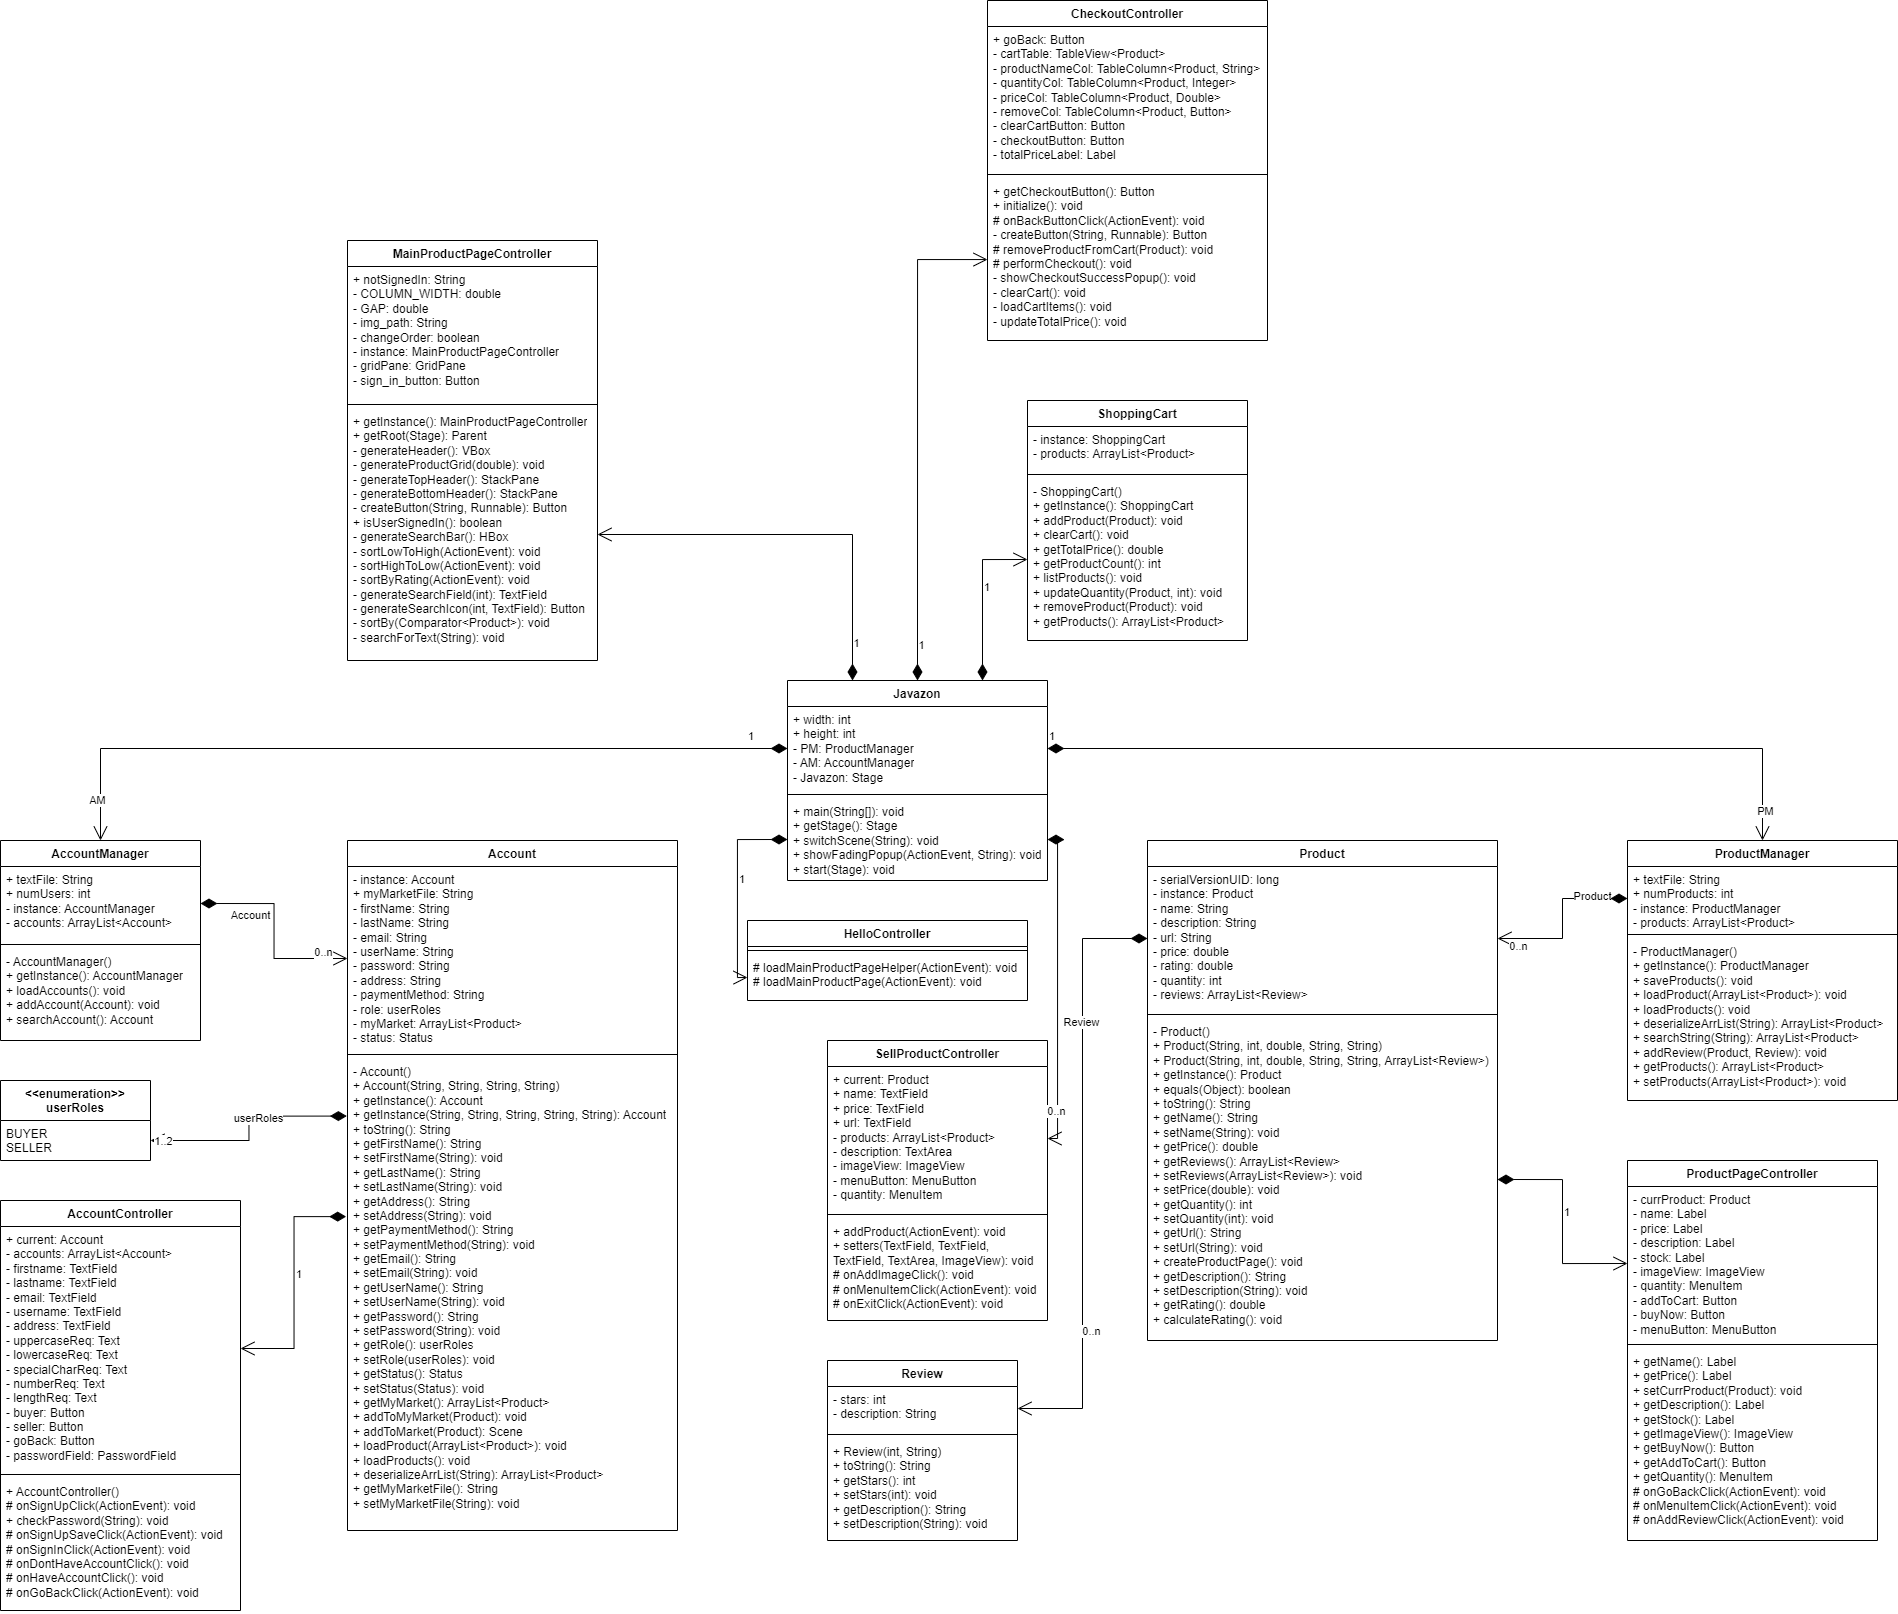 CheckoutController
+ goBack: Button
- cartTable: TableView<Product>
- productNameCol: TableColumn<Product, String>
- quantityCol: TableColumn<Product, Integer>
- priceCol: TableColumn<Product, Double>
- removeCol: TableColumn<Product, Button>
- clearCartButton: Button
- checkoutButton: Button
- totalPriceLabel: Label
+ getCheckoutButton(): Button
+ initialize(): void
# onBackButtonClick(ActionEvent): void
- createButton(String, Runnable): Button
# removeProductFromCart(Product): void
# performCheckout(): void
- showCheckoutSuccessPopup(): void
- clearCart(): void
- loadCartItems(): void
- updateTotalPrice(): void
MainProductPageController
+ notSignedIn: String
- COLUMN_WIDTH: double
- GAP: double
- img_path: String
- changeOrder: boolean
- instance: MainProductPageController
- gridPane: GridPane
- sign_in_button: Button
+ getInstance(): MainProductPageController
+ getRoot(Stage): Parent
- generateHeader(): VBox
- generateProductGrid(double): void
- generateTopHeader(): StackPane
- generateBottomHeader(): StackPane
- createButton(String, Runnable): Button
+ isUserSignedIn(): boolean
- generateSearchBar(): HBox
- sortLowToHigh(ActionEvent): void
- sortHighToLow(ActionEvent): void
- sortByRating(ActionEvent): void
- generateSearchField(int): TextField
- generateSearchIcon(int, TextField): Button
- sortBy(Comparator<Product>): void
- searchForText(String): void
ShoppingCart
- instance: ShoppingCart
- products: ArrayList<Product>
- ShoppingCart()
+ getInstance(): ShoppingCart
+ addProduct(Product): void
+ clearCart(): void
+ getTotalPrice(): double
+ getProductCount(): int
+ listProducts(): void
+ updateQuantity(Product, int): void
+ removeProduct(Product): void
+ getProducts(): ArrayList<Product>
1
1
1
Javazon
+ width: int
+ height: int
- PM: ProductManager
- AM: AccountManager
- Javazon: Stage
+ main(String[]): void
+ getStage(): Stage
+ switchScene(String): void
+ showFadingPopup(ActionEvent, String): void
+ start(Stage): void
1
1
AM
PM
1
AccountManager
+ textFile: String
+ numUsers: int
- instance: AccountManager
- accounts: ArrayList<Account>
- AccountManager()
+ getInstance(): AccountManager
+ loadAccounts(): void
+ addAccount(Account): void
+ searchAccount(): Account
Account
0..n
Account
- instance: Account
+ myMarketFile: String
- firstName: String
- lastName: String
- email: String
- userName: String
- password: String
- address: String
- paymentMethod: String
- role: userRoles
- myMarket: ArrayList<Product>
- status: Status
- Account()
+ Account(String, String, String, String)
+ getInstance(): Account
+ getInstance(String, String, String, String, String): Account
+ toString(): String
+ getFirstName(): String
+ setFirstName(String): void
+ getLastName(): String
+ setLastName(String): void
+ getAddress(): String
+ setAddress(String): void
+ getPaymentMethod(): String
+ setPaymentMethod(String): void
+ getEmail(): String
+ setEmail(String): void
+ getUserName(): String
+ setUserName(String): void
+ getPassword(): String
+ setPassword(String): void
+ getRole(): userRoles
+ setRole(userRoles): void
+ getStatus(): Status
+ setStatus(Status): void
+ getMyMarket(): ArrayList<Product>
+ addToMyMarket(Product): void
+ addToMarket(Product): Scene
+ loadProduct(ArrayList<Product>): void
+ loadProducts(): void
+ deserializeArrList(String): ArrayList<Product>
+ getMyMarketFile(): String
+ setMyMarketFile(String): void
<<enumeration>>
userRoles
BUYER
SELLER
userRoles
1..2
AccountController
+ current: Account
- accounts: ArrayList<Account>
- firstname: TextField
- lastname: TextField
- email: TextField
- username: TextField
- address: TextField
- uppercaseReq: Text
- lowercaseReq: Text
- specialCharReq: Text
- numberReq: Text
- lengthReq: Text
- buyer: Button
- seller: Button
- goBack: Button
- passwordField: PasswordField
+ AccountController()
# onSignUpClick(ActionEvent): void
+ checkPassword(String): void
# onSignUpSaveClick(ActionEvent): void
# onSignInClick(ActionEvent): void
# onDontHaveAccountClick(): void
# onHaveAccountClick(): void
# onGoBackClick(ActionEvent): void
1
HelloController
# loadMainProductPageHelper(ActionEvent): void
# loadMainProductPage(ActionEvent): void
SellProductController
+ current: Product
+ name: TextField
+ price: TextField
+ url: TextField
- products: ArrayList<Product>
- description: TextArea
- imageView: ImageView
- menuButton: MenuButton
- quantity: MenuItem
+ addProduct(ActionEvent): void
+ setters(TextField, TextField,
TextField, TextArea, ImageView): void
# onAddImageClick(): void
# onMenuItemClick(ActionEvent): void
# onExitClick(ActionEvent): void
0..n
Review
0..n
Review
- stars: int
- description: String
+ Review(int, String)
+ toString(): String
+ getStars(): int
+ setStars(int): void
+ getDescription(): String
+ setDescription(String): void
Product
- serialVersionUID: long
- instance: Product
- name: String
- description: String
- url: String
- price: double
- rating: double
- quantity: int
- reviews: ArrayList<Review>
- Product()
+ Product(String, int, double, String, String)
+ Product(String, int, double, String, String, ArrayList<Review>)
+ getInstance(): Product
+ equals(Object): boolean
+ toString(): String
+ getName(): String
+ setName(String): void
+ getPrice(): double
+ getReviews(): ArrayList<Review>
+ setReviews(ArrayList<Review>): void
+ setPrice(double): void
+ getQuantity(): int
+ setQuantity(int): void
+ getUrl(): String
+ setUrl(String): void
+ createProductPage(): void
+ getDescription(): String
+ setDescription(String): void
+ getRating(): double
+ calculateRating(): void
Product
0..n
ProductManager
+ textFile: String
+ numProducts: int
- instance: ProductManager
- products: ArrayList<Product>
- ProductManager()
+ getInstance(): ProductManager
+ saveProducts(): void
+ loadProduct(ArrayList<Product>): void
+ loadProducts(): void
+ deserializeArrList(String): ArrayList<Product>
+ searchString(String): ArrayList<Product>
+ addReview(Product, Review): void
+ getProducts(): ArrayList<Product>
+ setProducts(ArrayList<Product>): void
1
ProductPageController
- currProduct: Product
- name: Label
- price: Label
- description: Label
- stock: Label
- imageView: ImageView
- quantity: MenuItem
- addToCart: Button
- buyNow: Button
- menuButton: MenuButton
+ getName(): Label
+ getPrice(): Label
+ setCurrProduct(Product): void
+ getDescription(): Label
+ getStock(): Label
+ getImageView(): ImageView
+ getBuyNow(): Button
+ getAddToCart(): Button
+ getQuantity(): MenuItem
# onGoBackClick(ActionEvent): void
# onMenuItemClick(ActionEvent): void
# onAddReviewClick(ActionEvent): void